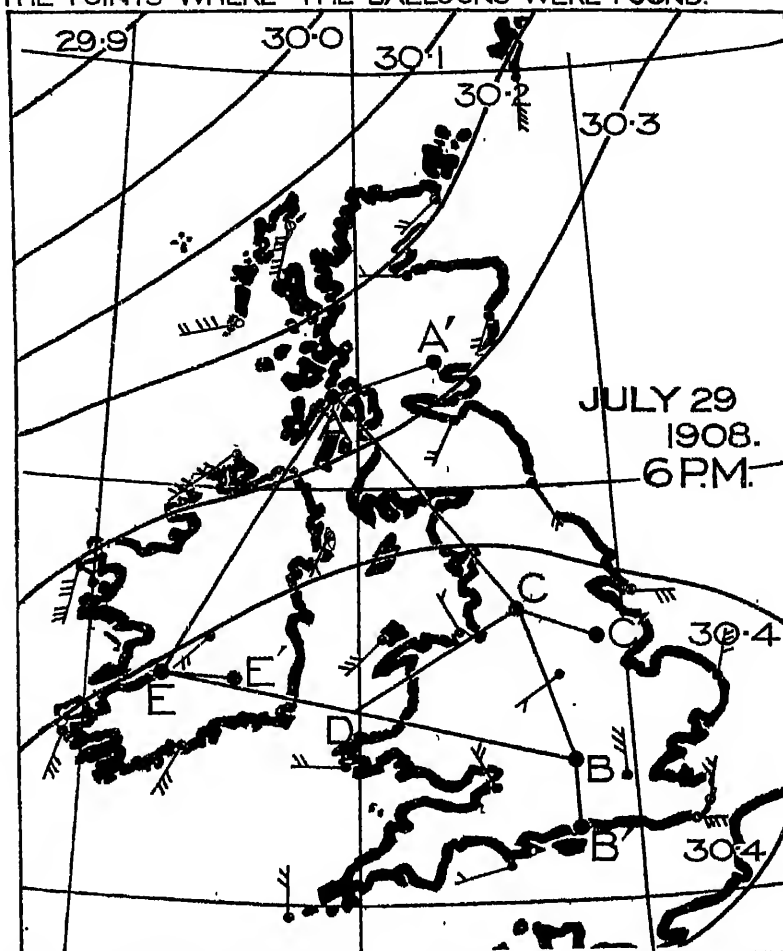 THE POINTS WHERE THE BALLOONS WERE FOUND.
29·9
30·0
30·1
30·2
30·3
A'
JULY 29
1908.
6 P.M.
A
C
C'
30·4
E
E'
D
B
B'
30·4